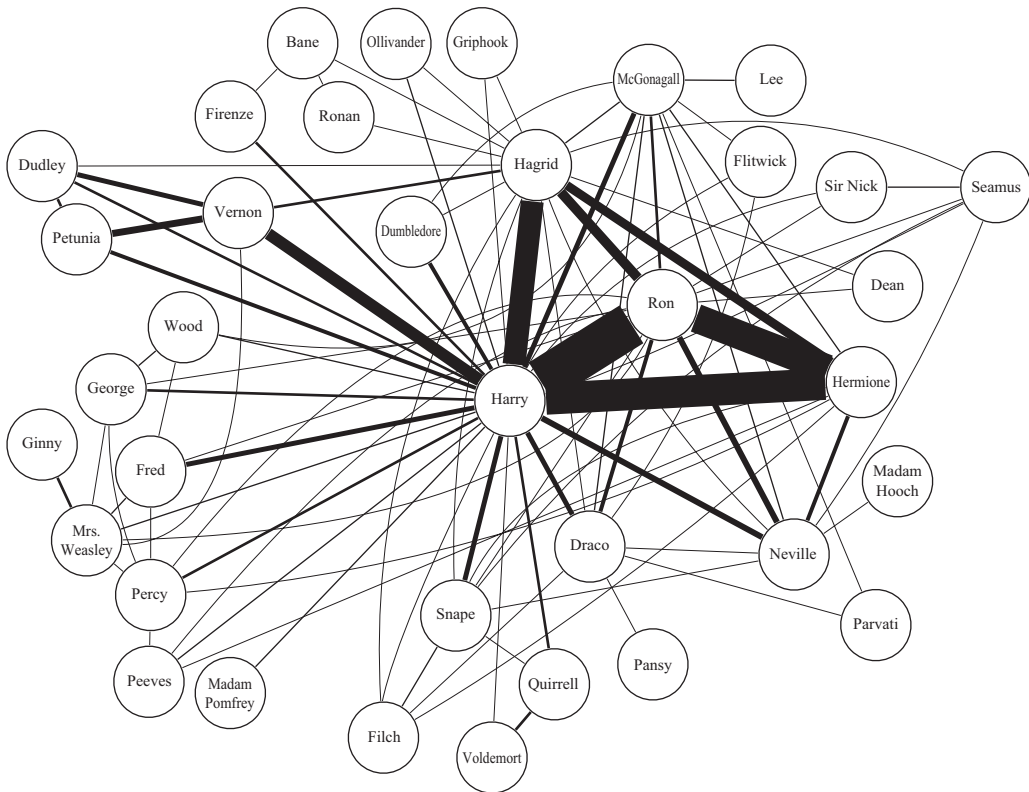 Bane
Ollivander
Griphook
McGonagall
Lee
Firenze
Ronan
Hagrid
Flitwick
Dudley
Sir Nick
Seamus
Vernon
Petunia
Dumbledore
Dean
Ron
Wood
George
Harry
Hermione
Ginny
Fred
Madam
Hooch
Mrs.
Weasley
Draco
Neville
Percy
Snape
Parvati
Peeves
Madam
Pomfrey
Quirrell
Pansy
Filch
Voldemort